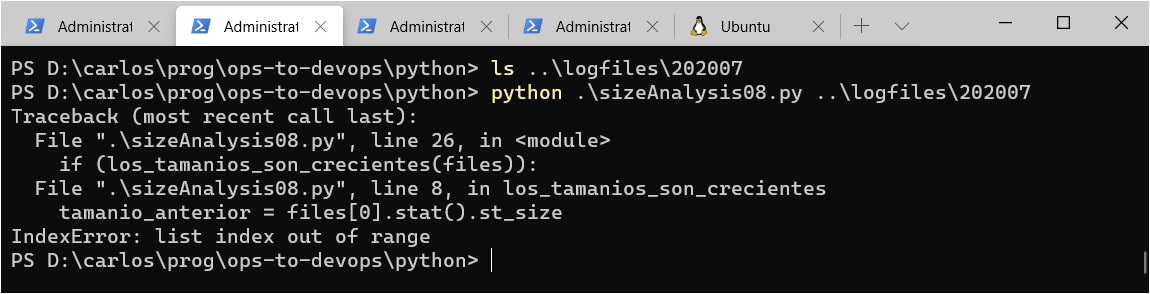 Administrat Administrat Administrat Administrat Ubuntu
PS D:\carlos\prog\ops-to-devops\python> ls ..\logfiles\202007
PS D:\carlos\prog\ops-to-devops\python> python .\sizeAnalysis08.py ..\logfiles\202007
Traceback (most recent call last):
  File ".\sizeAnalysis08.py", line 26, in <module>
    if (los_tamanios_son_crecientes(files)):
  File ".\sizeAnalysis08.py", line 8, in los_tamanios_son_crecientes
    tamanio_anterior = files[0].stat().st_size
IndexError: list index out of range
PS D:\carlos\prog\ops-to-devops\python>